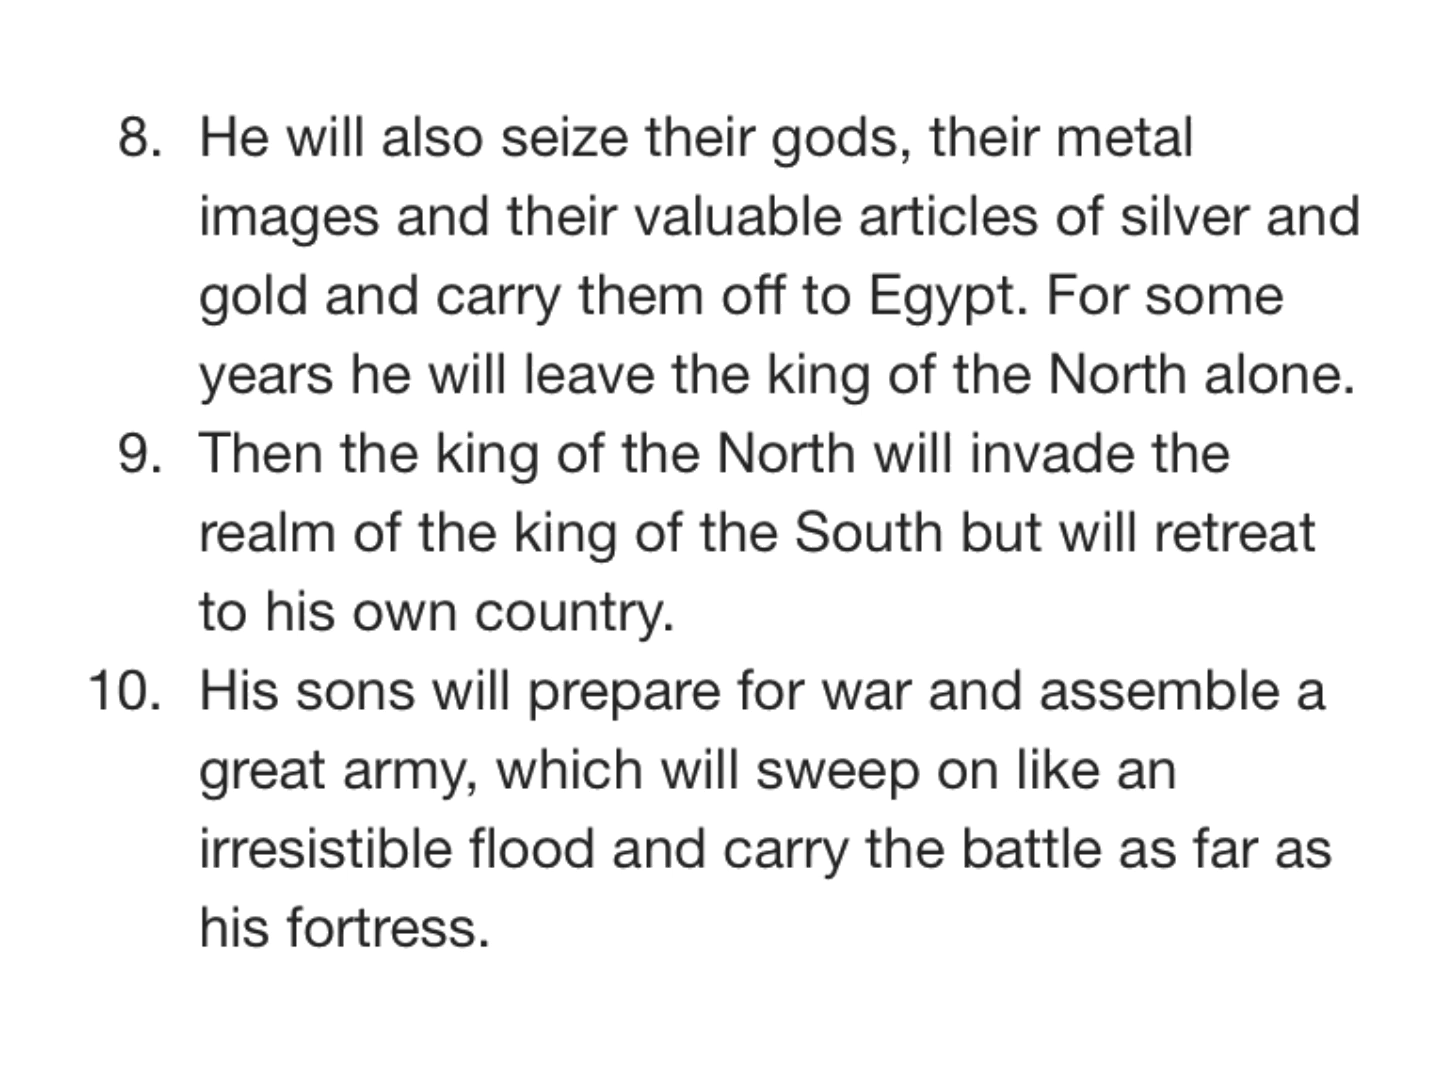 8. He will also seize their gods, their metal
images and their valuable articles of silver and
gold and carry them off to Egypt. For some
years he will leave the king of the North alone.
9. Then the king of the North will invade the
realm of the king of the South but will retreat
to his own country.
10. His sons will prepare for war and assemble a
great army, which will sweep on like an
irresistible flood and carry the battle as far as
his fortress.